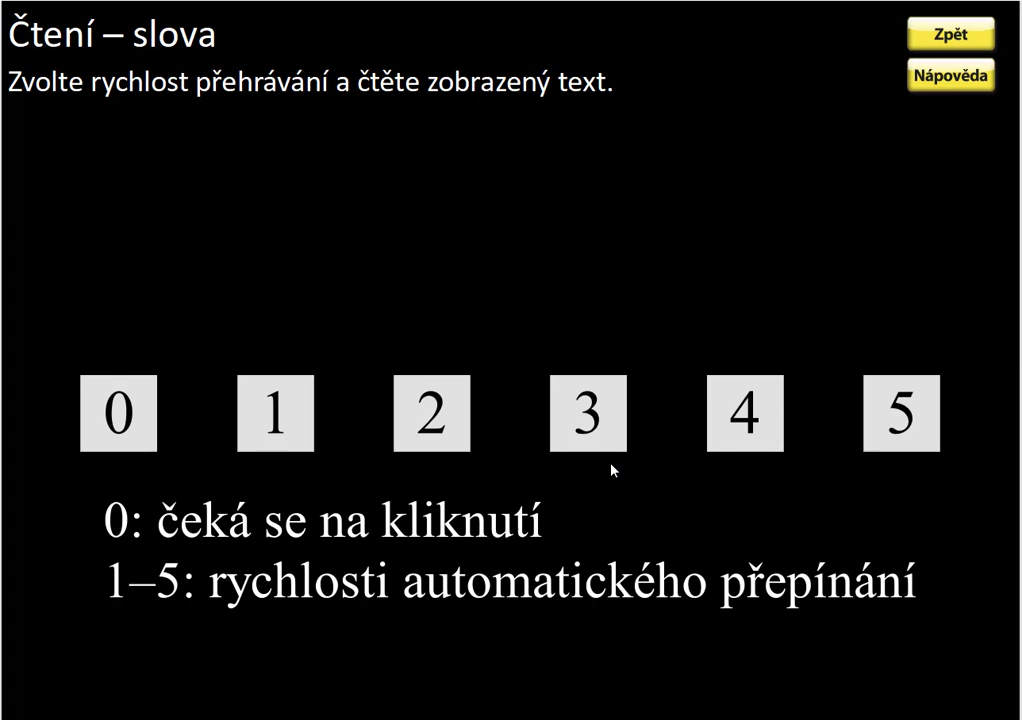 Čtení – slova
Zpět
Zvolte rychlost přehrávání a čtěte zobrazený text.
Nápověda
0 1 2 3 4 5
0: čeká se na kliknutí
1–5: rychlosti automatického přepínání